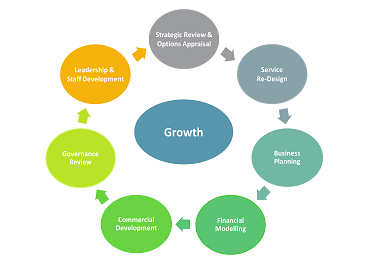 Strategic Review &
Options Appraisal
Leadership &
Staff Development
Service
Re-Design
Growth
Governance
Review
Business
Planning
Commercial
Development
Financial
Modelling